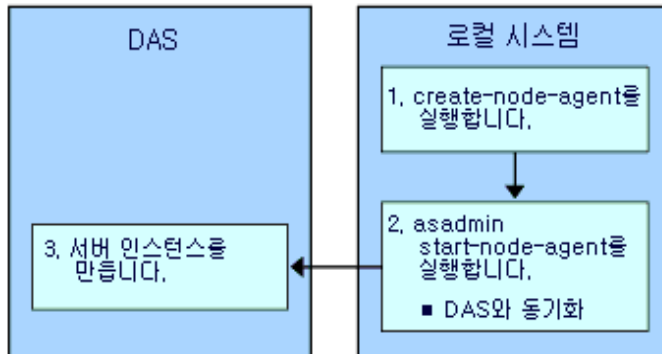 DAS
3, 서버 인스턴스를
만듭니다,
로컬 시스템
1, create-node-agent를
실행합니다,
2, asadmin
start-node-agent를
실행합니다,
■ DAS와 동기화